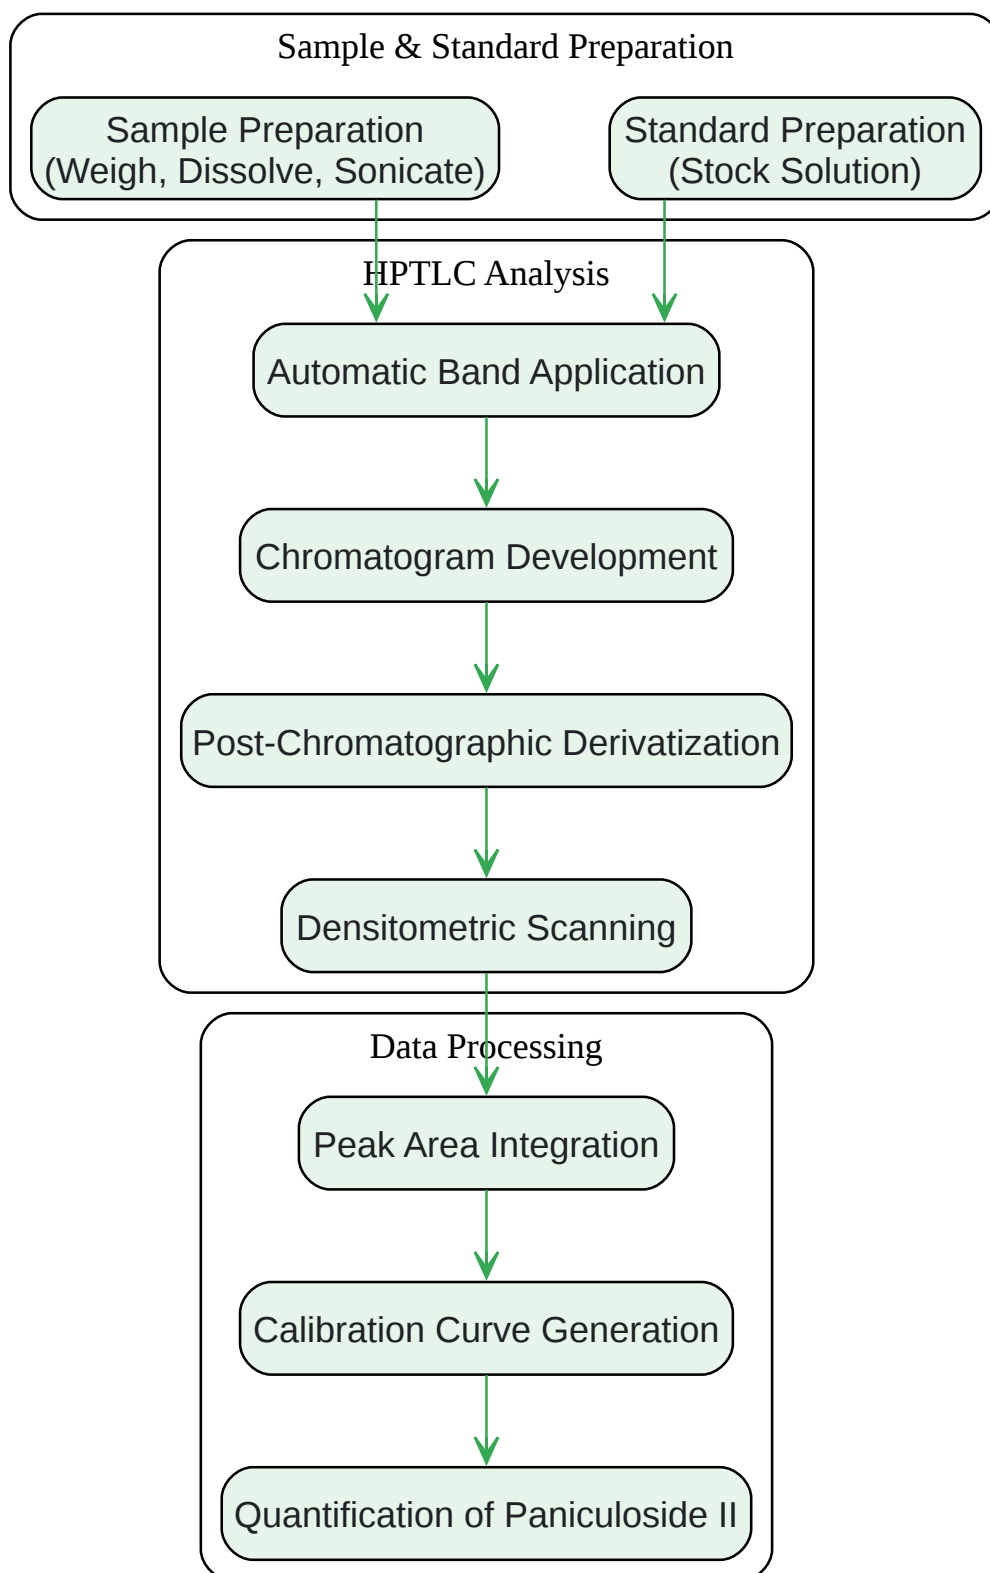 Sample & Standard Preparation
Sample Preparation
(Weigh, Dissolve, Sonicate)
Standard Preparation
(Stock Solution)
HPTLC Analysis
Automatic Band Application
Chromatogram Development
Post-Chromatographic Derivatization
Densitometric Scanning
Data Processing
Peak Area Integration
Calibration Curve Generation
Quantification of Paniculoside II